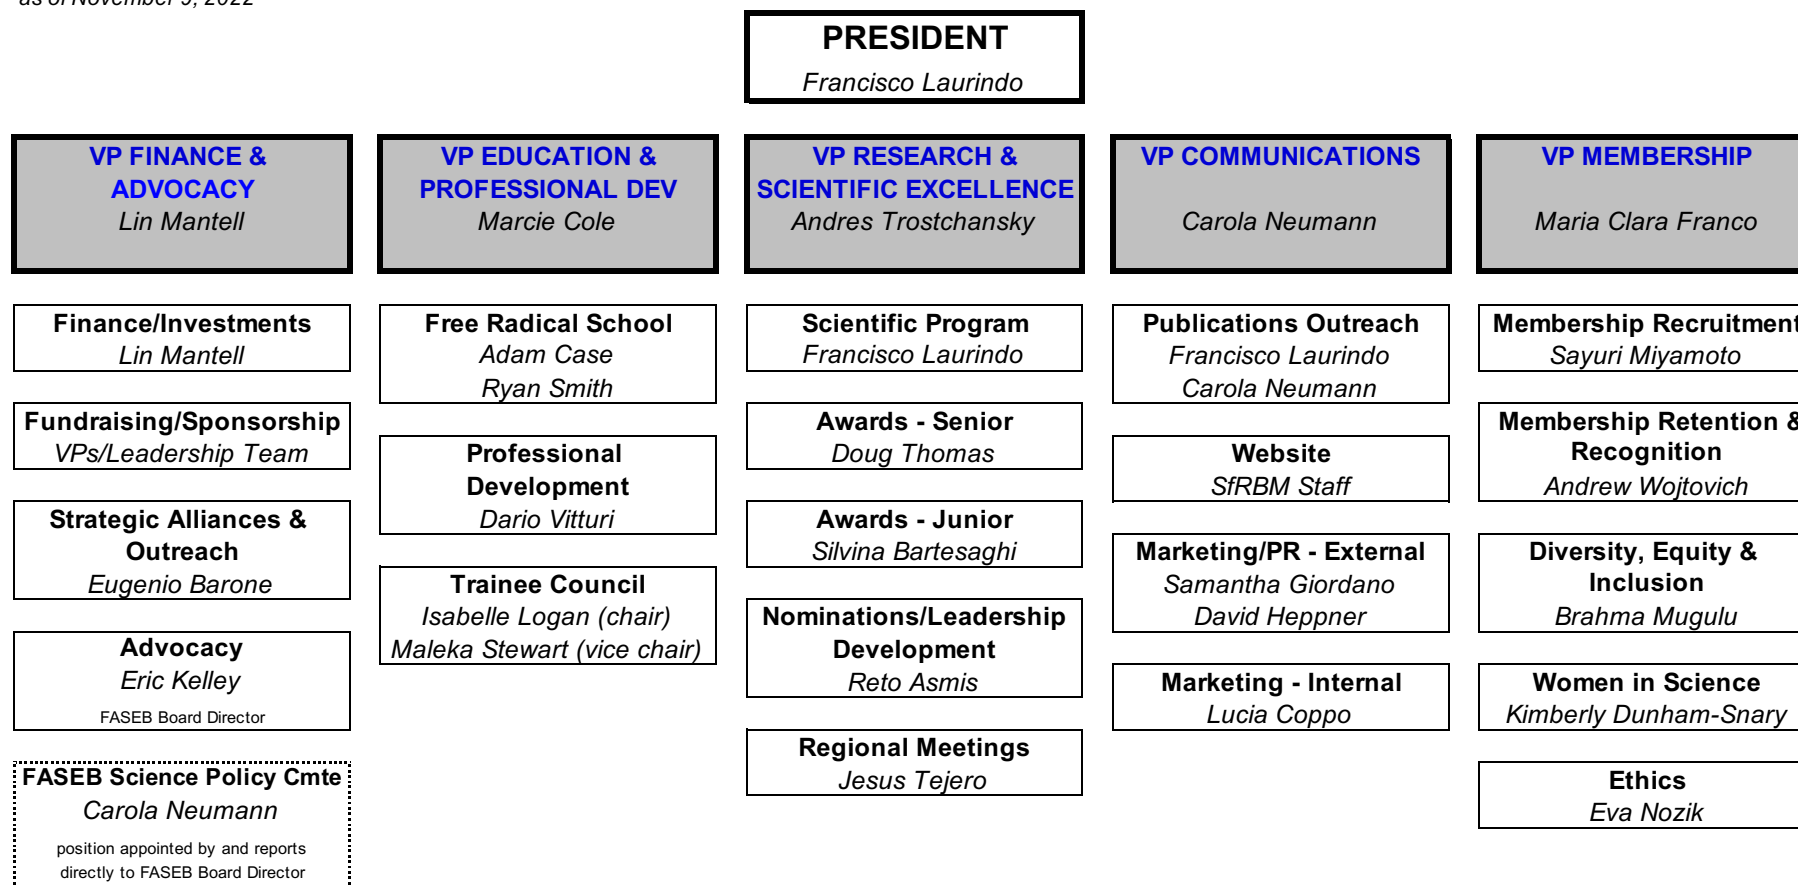 as of November 9, 2022
PRESIDENT
Francisco Laurindo
VP FINANCE &
ADVOCACY
Lin Mantell
VP EDUCATION &
PROFESSIONAL DEV
Marcie Cole
VP RESEARCH &
SCIENTIFIC EXCELLENCE
Andres Trostchansky
VP COMMUNICATIONS
Carola Neumann
VP MEMBERSHIP
Maria Clara Franco
Finance/Investments
Lin Mantell
Fundraising/Sponsorship
VPs/Leadership Team
Strategic Alliances &
Outreach
Eugenio Barone
Advocacy
Eric Kelley
FASEB Board Director
FASEB Science Policy Cmte
Carola Neumann
position appointed by and reports
directly to FASEB Board Director
Free Radical School
Adam Case
Ryan Smith
Professional
Development
Dario Vitturi
Trainee Council
Isabelle Logan (chair)
Maleka Stewart (vice chair)
Scientific Program
Francisco Laurindo
Awards - Senior
Doug Thomas
Awards - Junior
Silvina Bartesaghi
Nominations/Leadership
Development
Reto Asmis
Regional Meetings
Jesus Tejero
Publications Outreach
Francisco Laurindo
Carola Neumann
Website
SfRBM Staff
Marketing/PR - External
Samantha Giordano
David Heppner
Marketing - Internal
Lucia Coppo
Membership Recruitment
Sayuri Miyamoto
Membership Retention &
Recognition
Andrew Wojtovich
Diversity, Equity &
Inclusion
Brahma Mugulu
Women in Science
Kimberly Dunham-Snary
Ethics
Eva Nozik